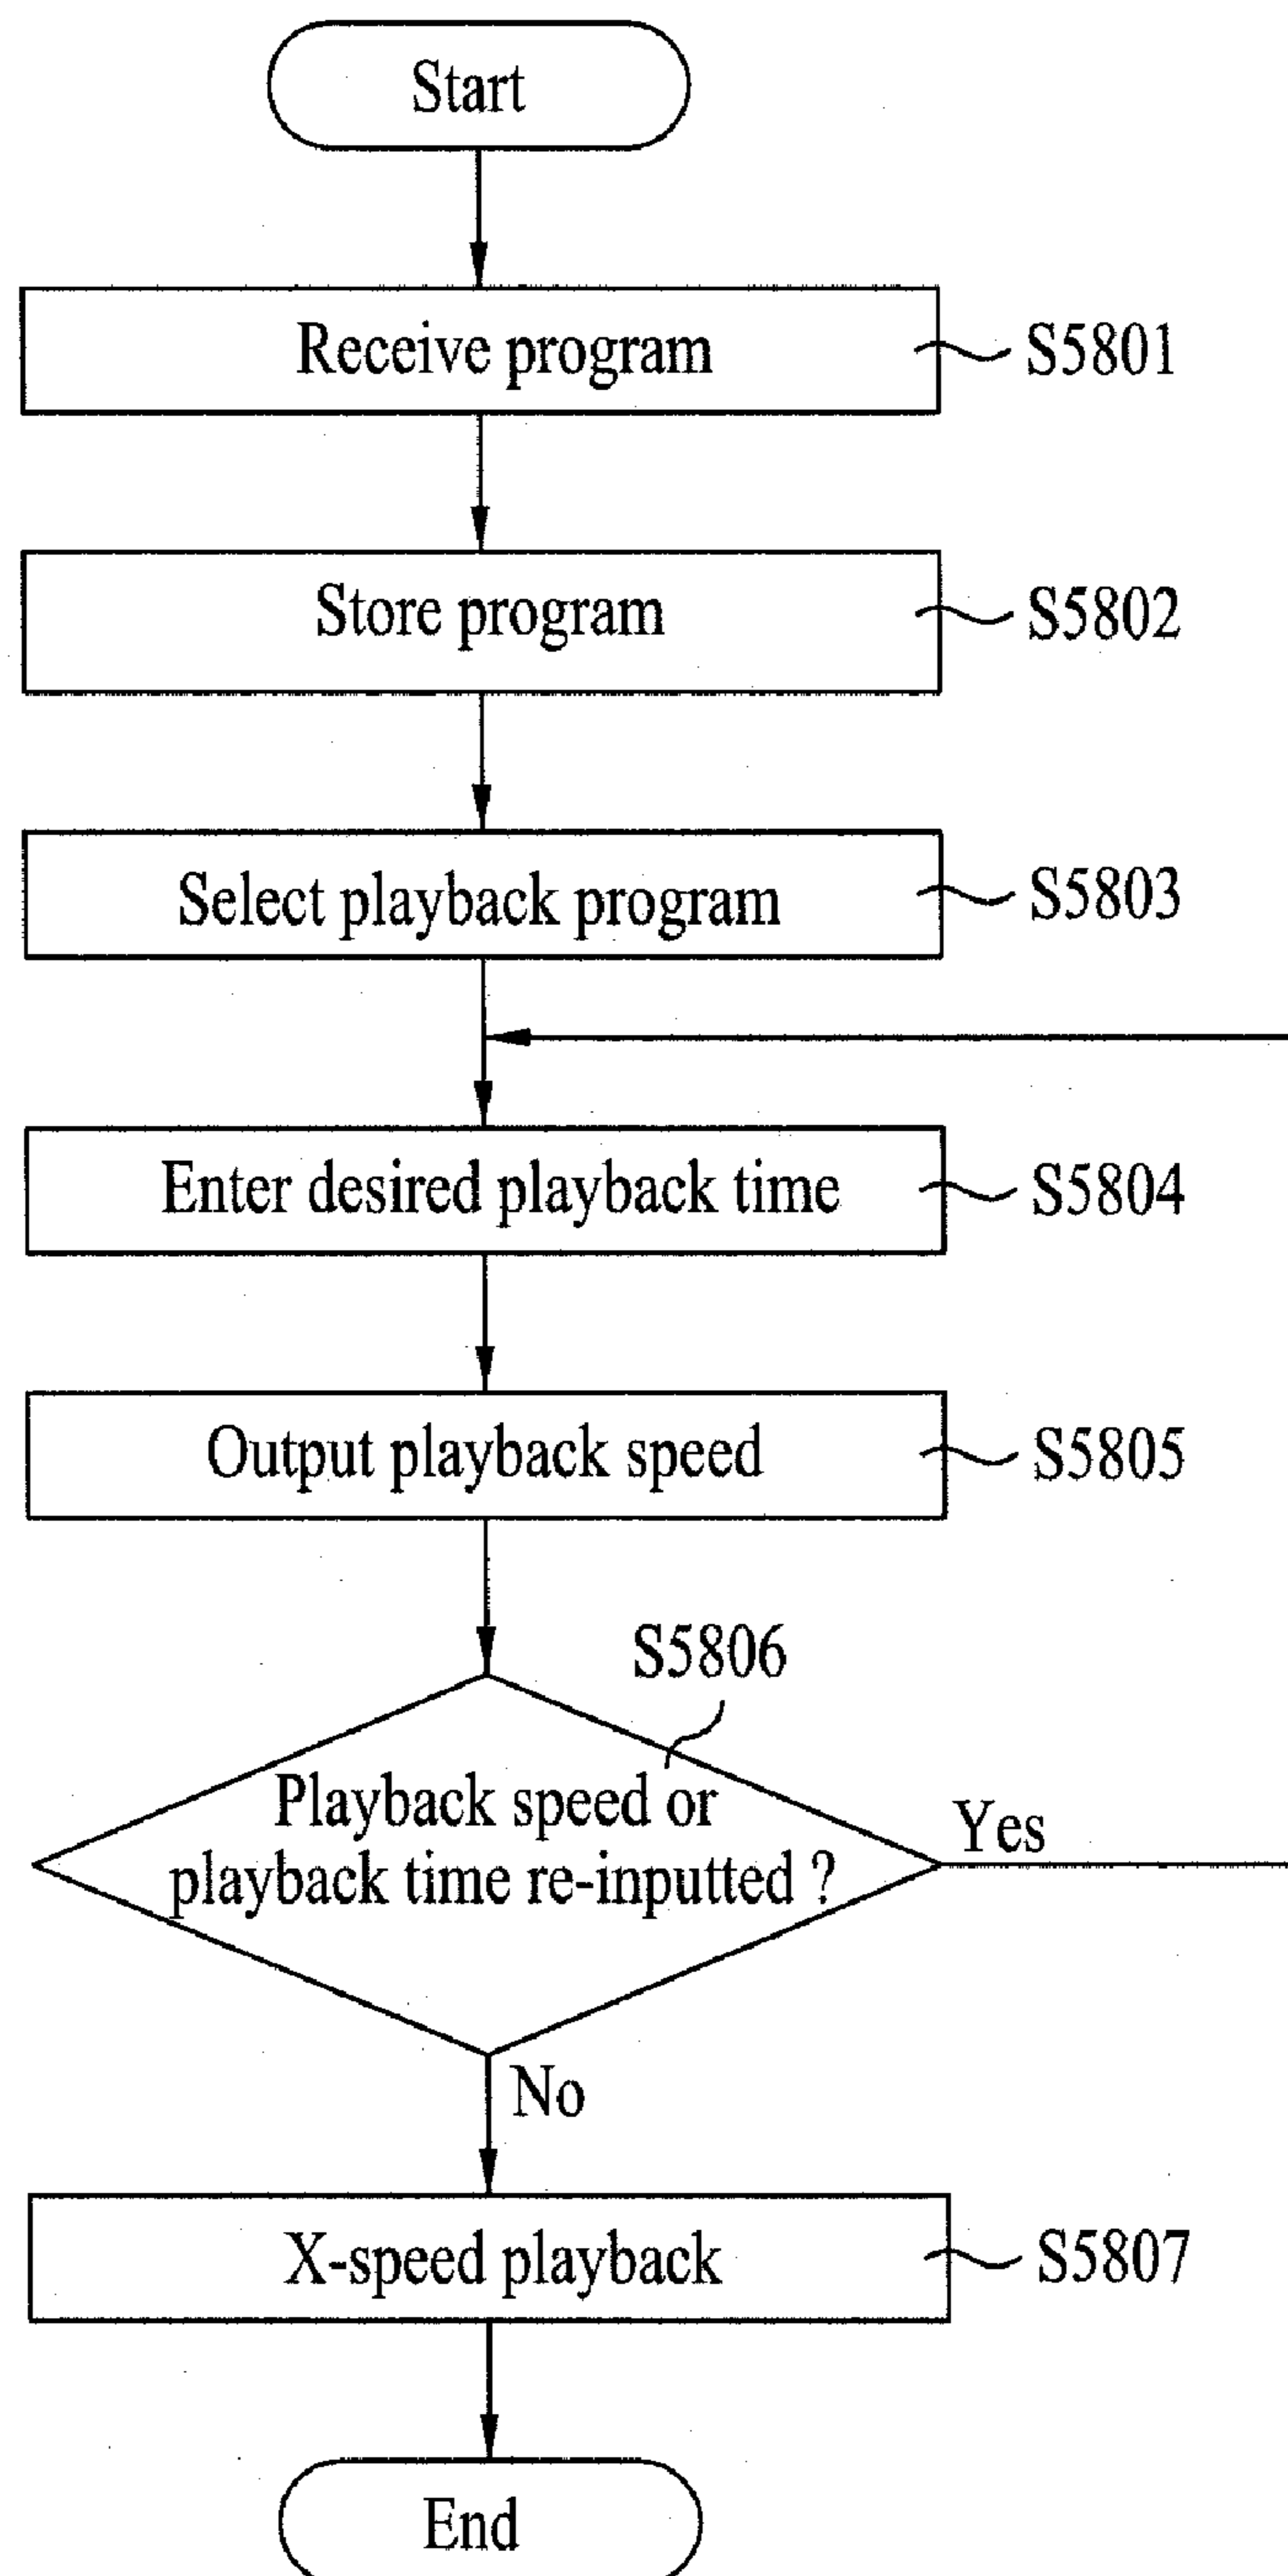 Start
Receive program
S5801
Store program
S5802
Select playback program
S5803
Enter desired playback time
S5804
Output playback speed
S5805
S5806
Playback speed or
playback time re-inputted ?
Yes
No
X-speed playback
S5807
End